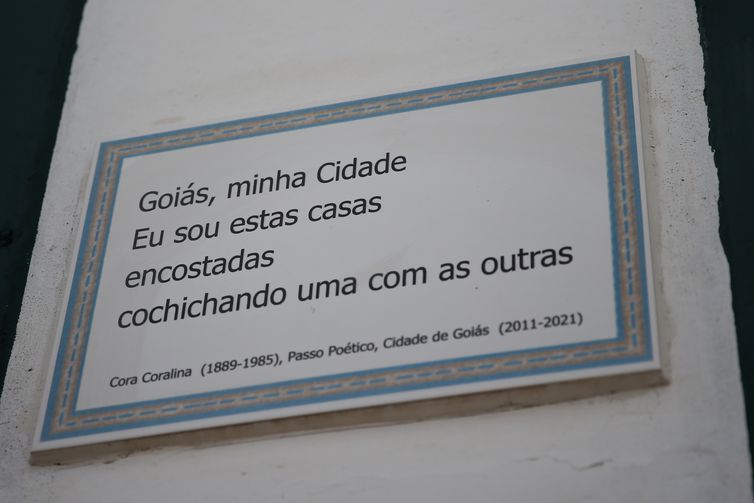 Goiás, minha Cidade
Eu sou estas casas
encostadas
cochichando uma com as outras
Cora Coralina (1889-1985), Passo Poético, Cidade de Goiás (2011-2021)